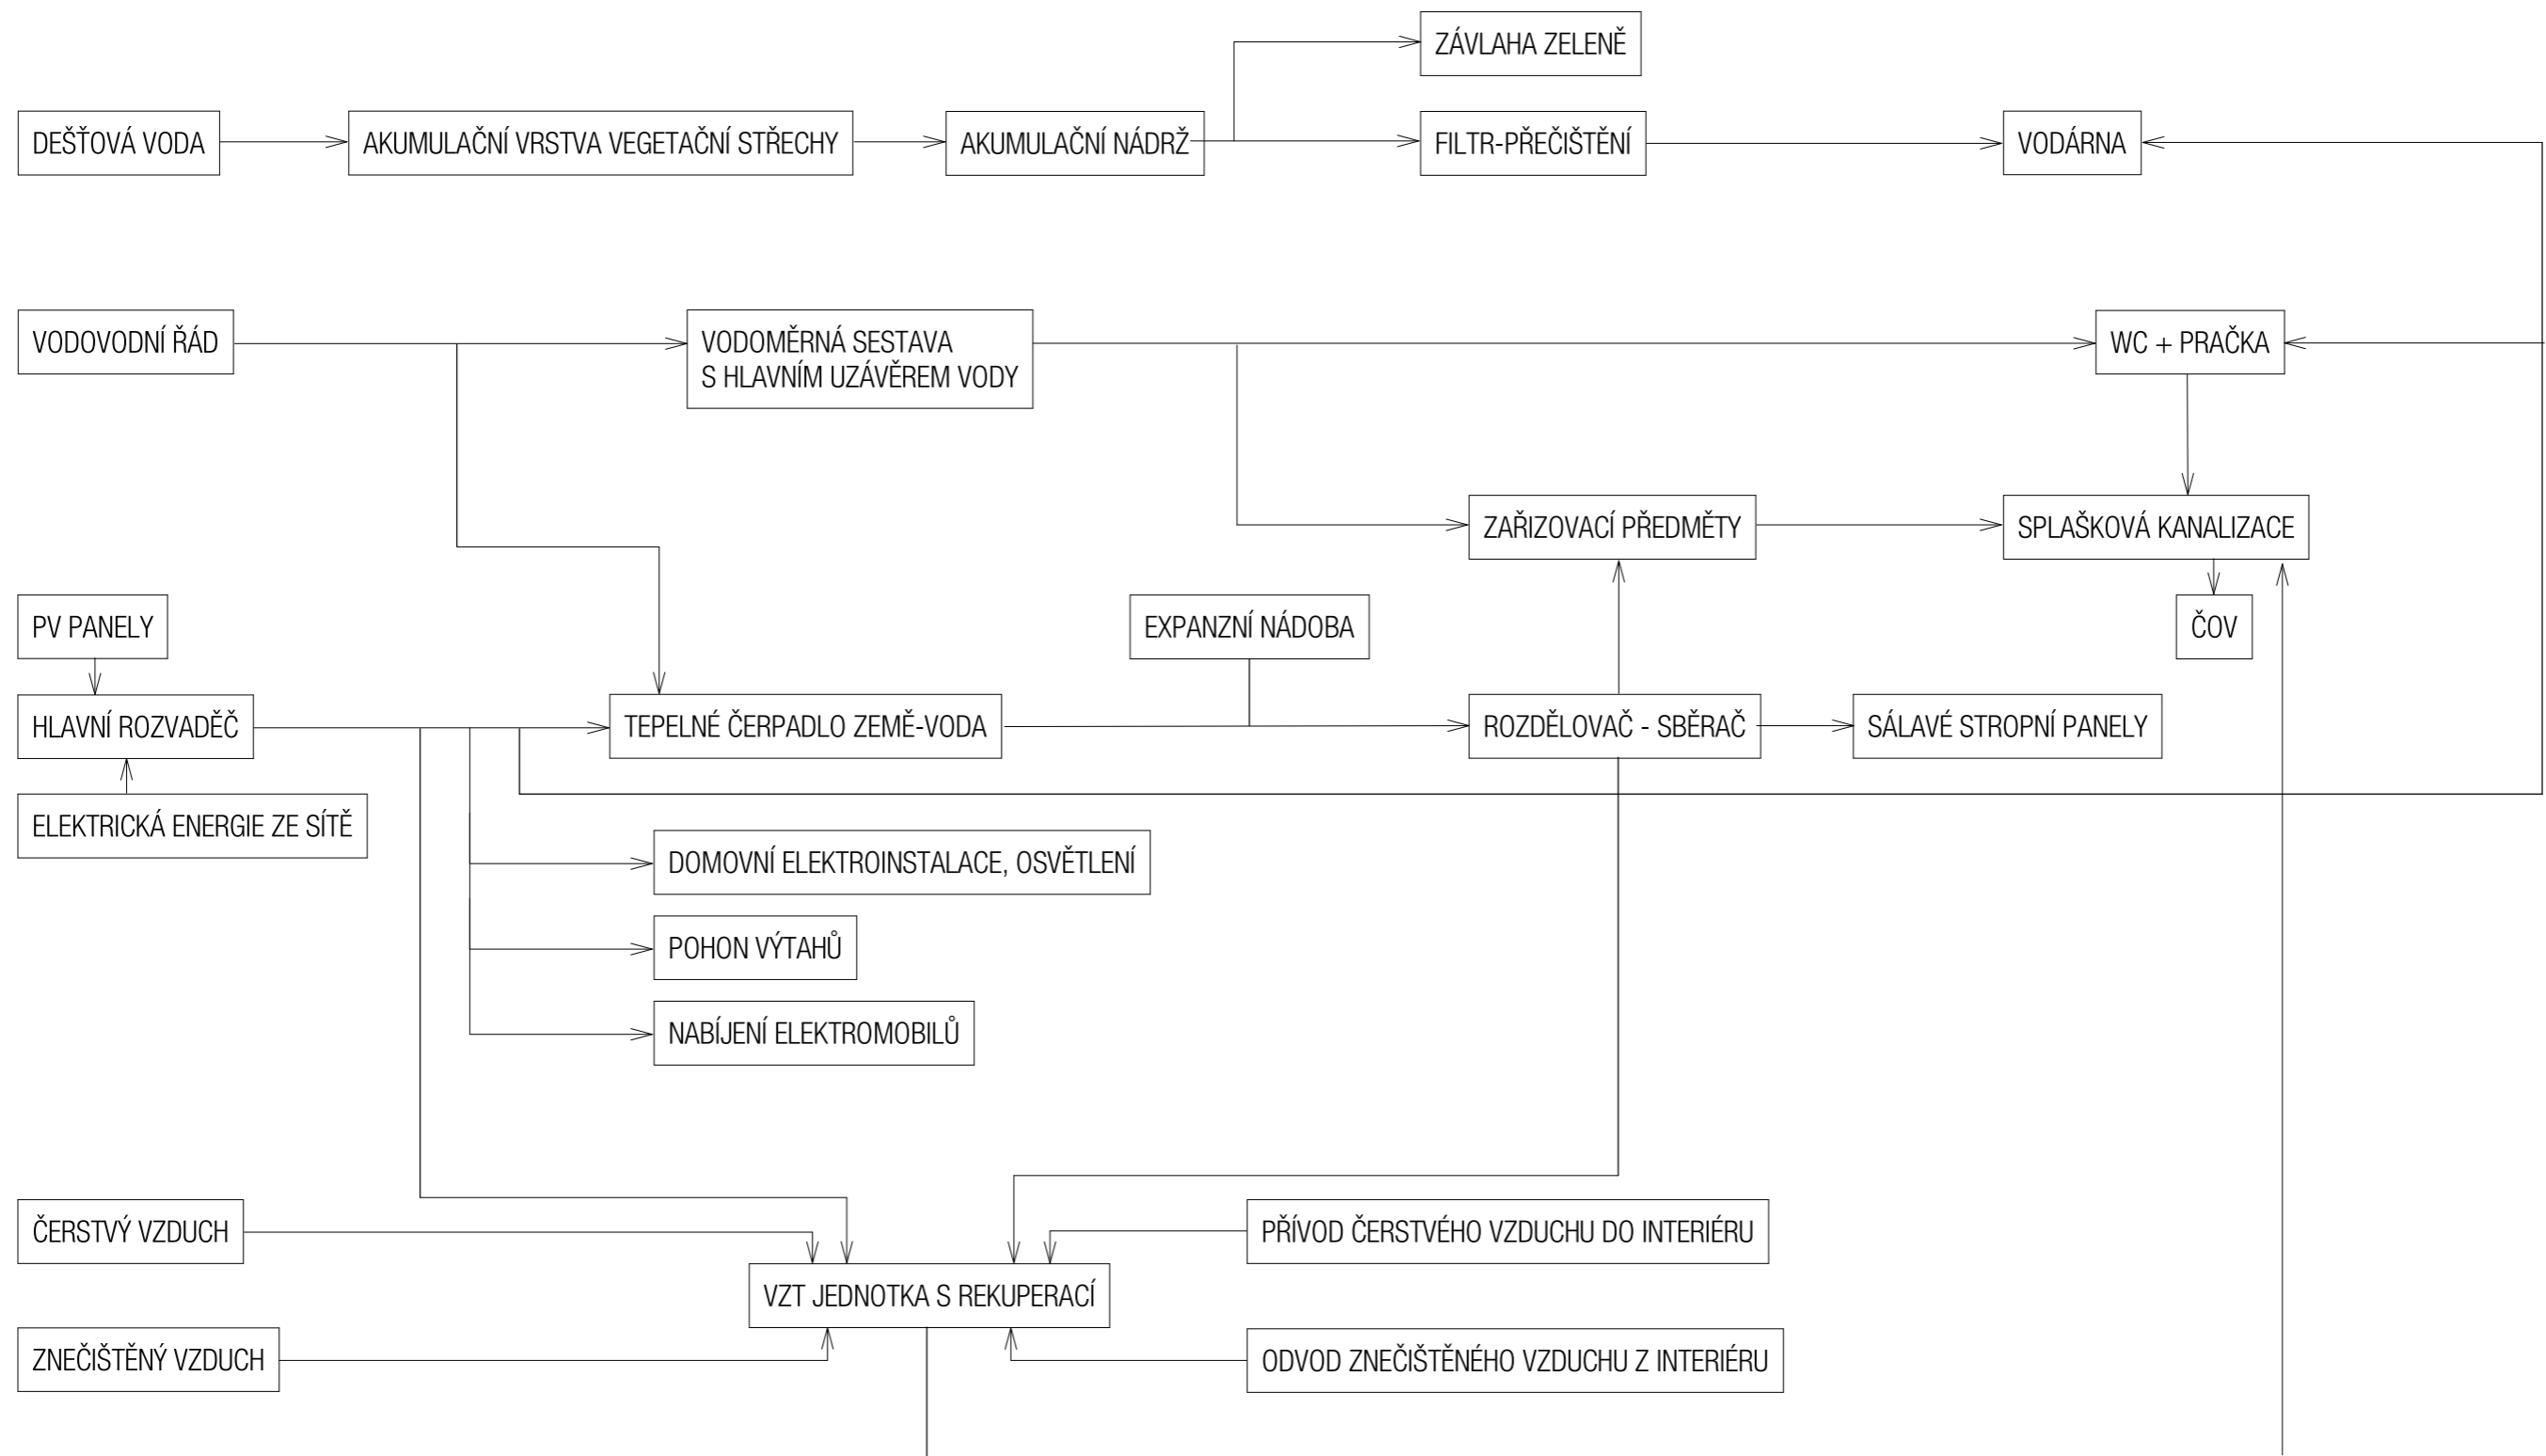 ZÁVLAHA ZELENĚ
DEŠŤOVÁ VODA
AKUMULAČNÍ VRSTVA VEGETAČNÍ STŘECHY
AKUMULAČNÍ NÁDRŽ
FILTR-PŘEČIŠTĚNÍ
VODÁRNA
VODOVODNÍ ŘÁD
VODOMĚRNÁ SESTAVA
S HLAVNÍM UZÁVĚREM VODY
WC + PRAČKA
ZAŘIZOVACÍ PŘEDMĚTY
SPLAŠKOVÁ KANALIZACE
PV PANELY
EXPANZNÍ NÁDOBA
ČOV
HLAVNÍ ROZVADĚČ
TEPELNÉ ČERPADLO ZEMĚ-VODA
ROZDĚLOVAČ - SBĚRAČ
SÁLAVÉ STROPNÍ PANELY
ELEKTRICKÁ ENERGIE ZE SÍTĚ
DOMOVNÍ ELEKTROINSTALACE, OSVĚTLENÍ
POHON VÝTAHŮ
NABÍJENÍ ELEKTROMOBILŮ
ČERSTVÝ VZDUCH
PŘÍVOD ČERSTVÉHO VZDUCHU DO INTERIÉRU
VZT JEDNOTKA S REKUPERACÍ
ZNEČIŠTĚNÝ VZDUCH
ODVOD ZNEČIŠTĚNÉHO VZDUCHU Z INTERIÉRU